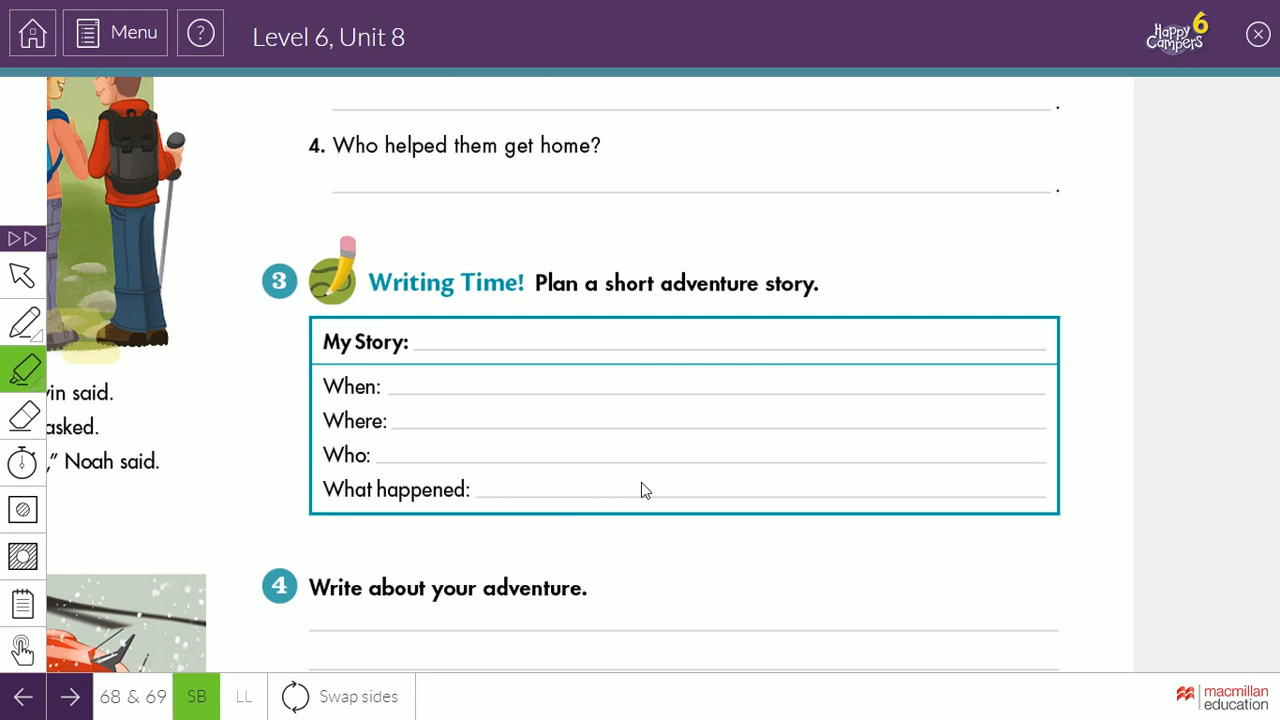 Menu
?
Level 6, Unit 8
Happy Campers 6
.
4. Who helped them get home?
.
3 Writing Time! Plan a short adventure story.
My Story:
When:
Where:
Who:
What happened:
vin said.
asked.
,” Noah said.
4 Write about your adventure.
68 & 69
SB
LL
Swap sides
macmillan
education